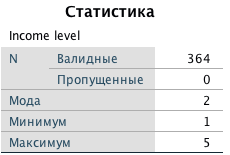 Статистика
Income level
N Валидные 364
Пропущенные 0
Мода 2
Минимум 1
Максимум 5